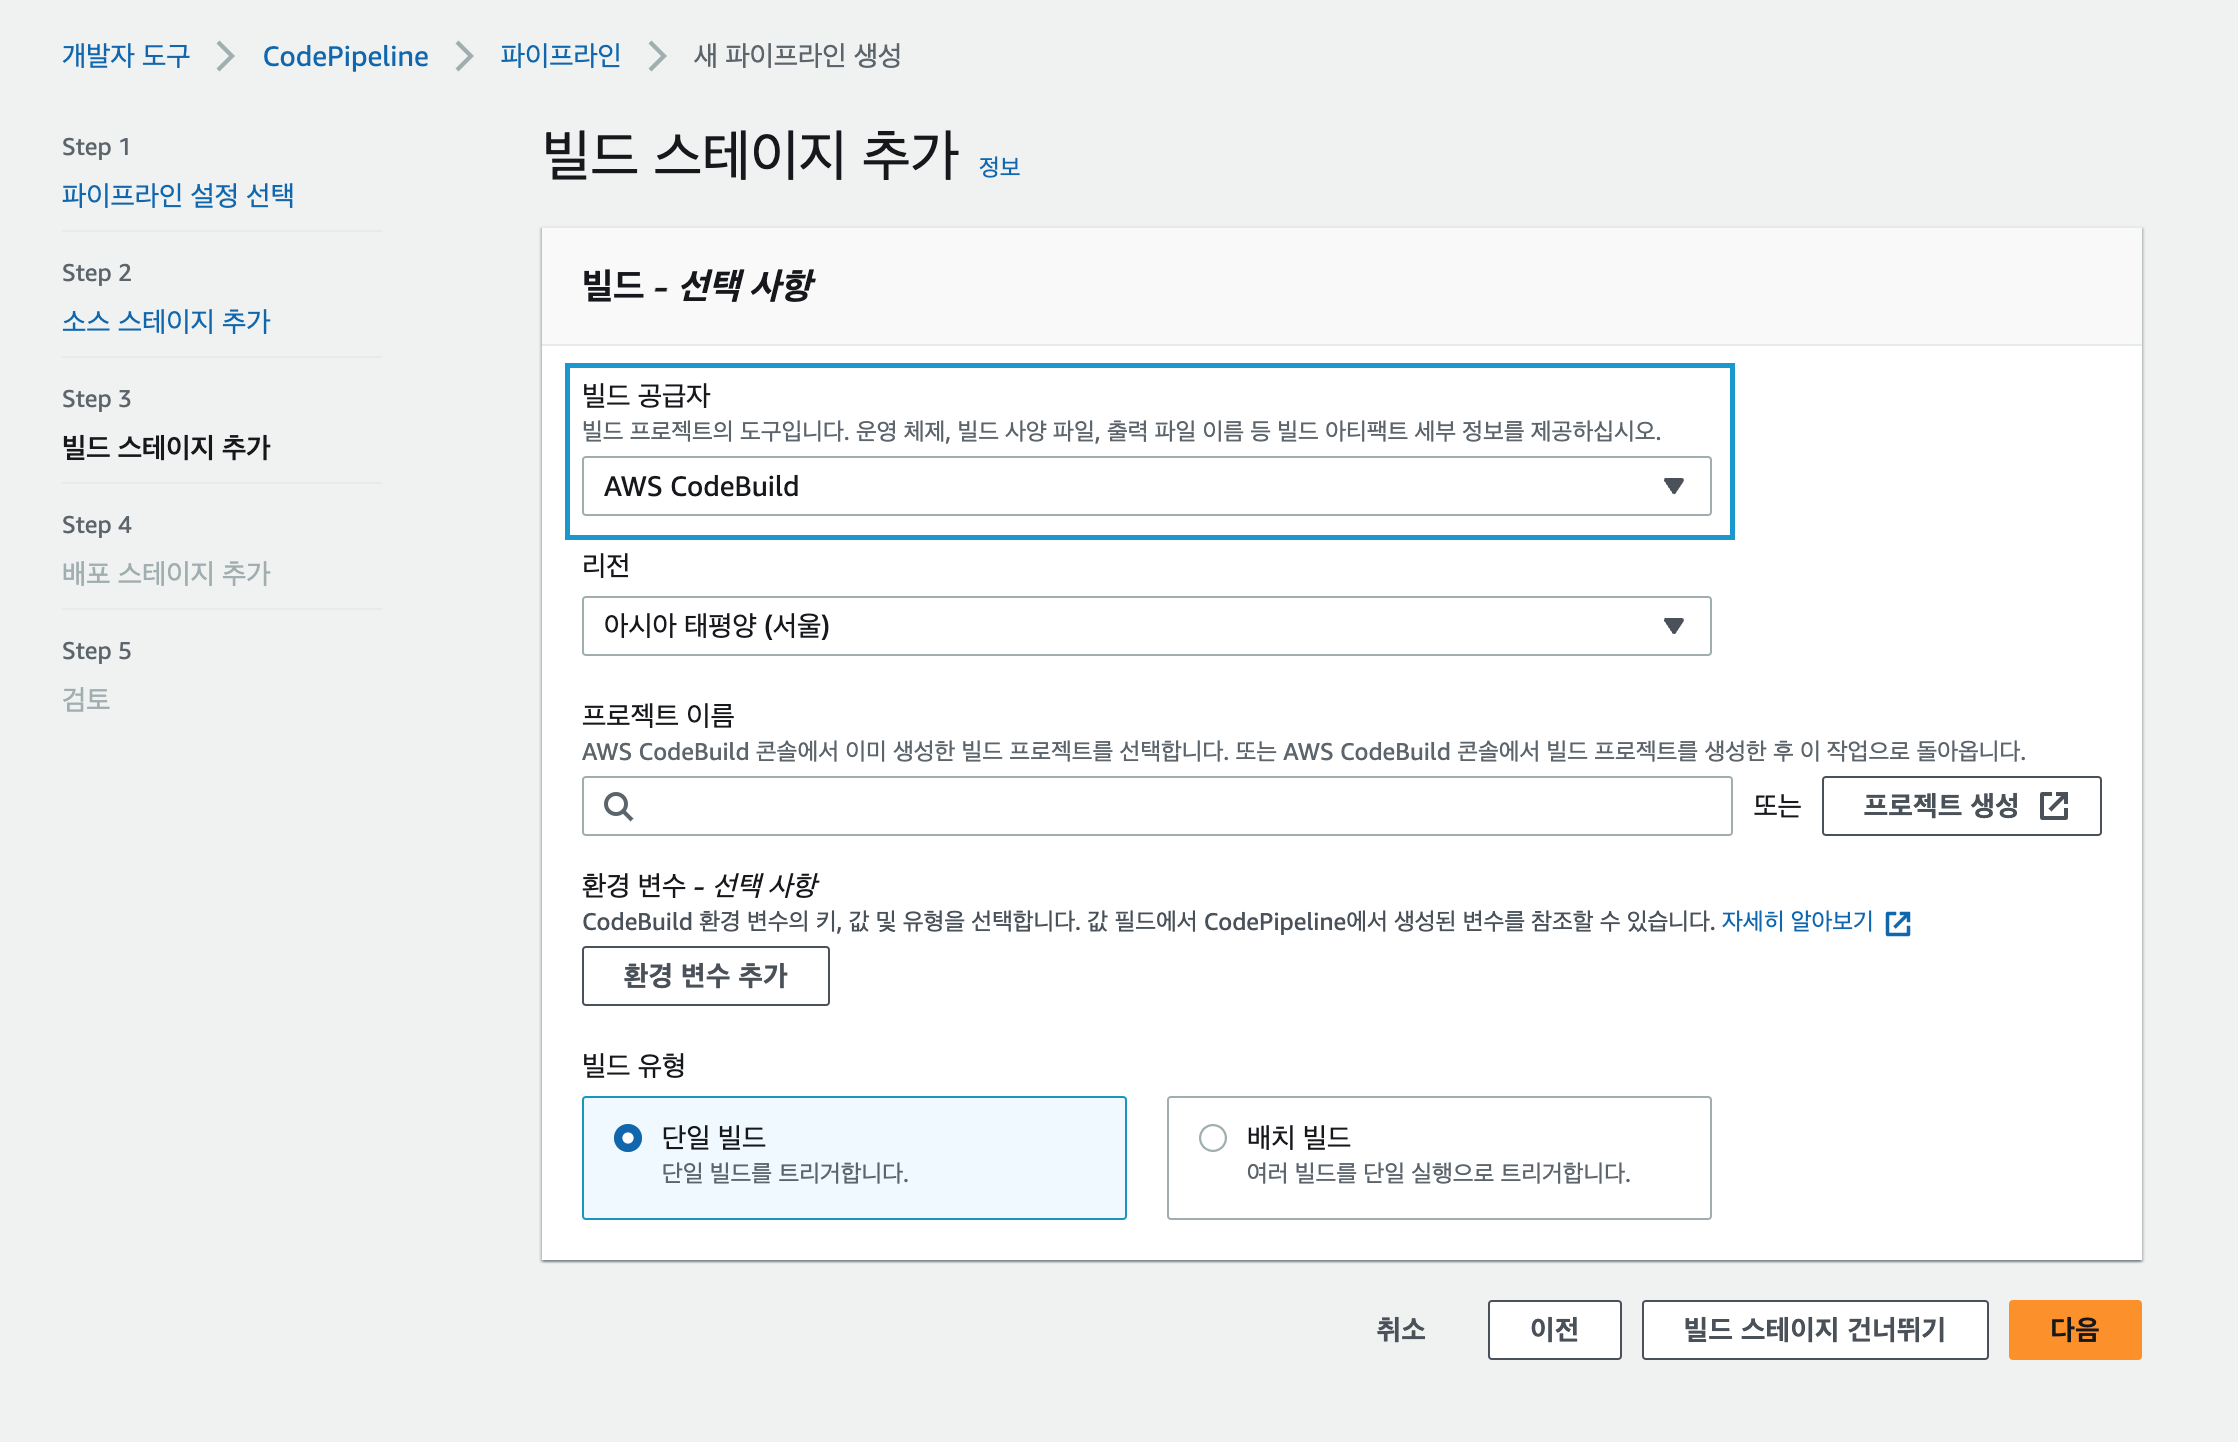 개발자 도구 > CodePipeline > 파이프라인 > 새 파이프라인 생성
Step 1
파이프라인 설정 선택
Step 2
소스 스테이지 추가
Step 3
빌드 스테이지 추가
Step 4
배포 스테이지 추가
Step 5
검토
빌드 스테이지 추가 정보
빌드 - 선택 사항
빌드 공급자
빌드 프로젝트의 도구입니다. 운영 체제, 빌드 사양 파일, 출력 파일 이름 등 빌드 아티팩트 세부 정보를 제공하십시오.
AWS CodeBuild
리전
아시아 태평양 (서울)
프로젝트 이름
AWS CodeBuild 콘솔에서 이미 생성한 빌드 프로젝트를 선택합니다. 또는 AWS CodeBuild 콘솔에서 빌드 프로젝트를 생성한 후 이 작업으로 돌아옵니다.
또는 프로젝트 생성
환경 변수 - 선택 사항
CodeBuild 환경 변수의 키, 값 및 유형을 선택합니다. 값 필드에서 CodePipeline에서 생성된 변수를 참조할 수 있습니다. 자세히 알아보기
환경 변수 추가
빌드 유형
단일 빌드
단일 빌드를 트리거합니다.
배치 빌드
여러 빌드를 단일 실행으로 트리거합니다.
취소 이전 빌드 스테이지 건너뛰기 다음